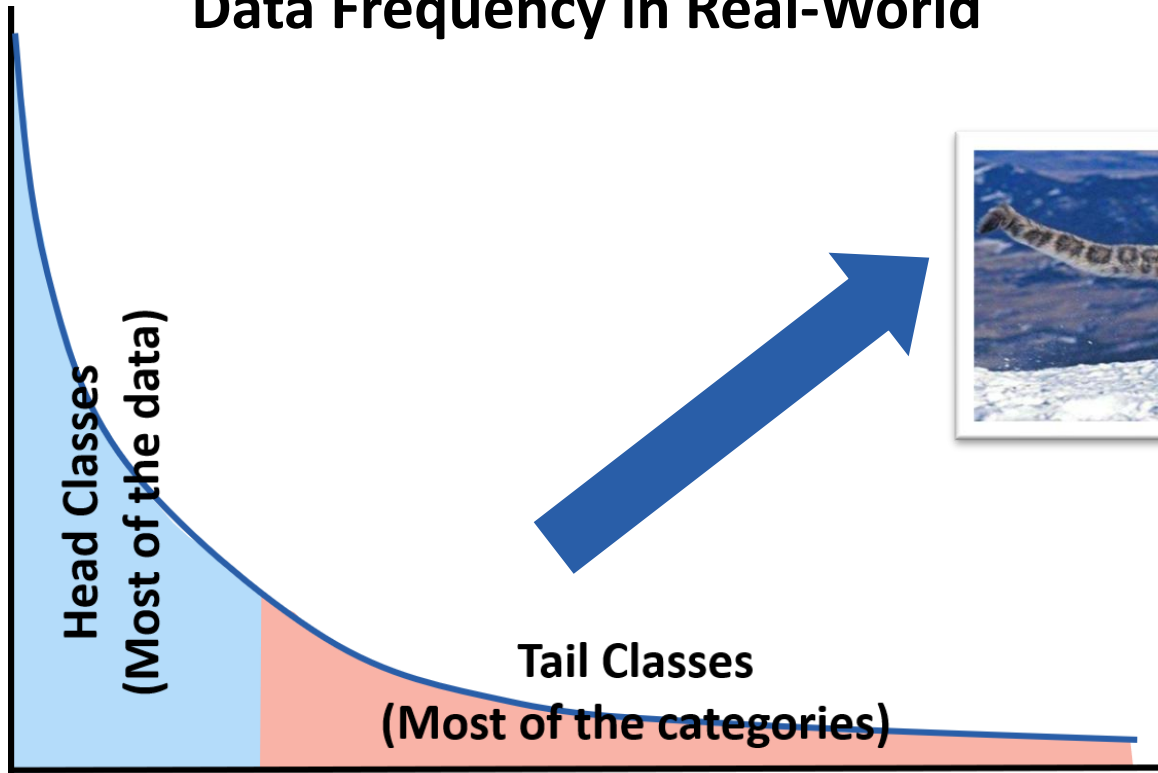 Data Frequency in Real-World
Head Classes
(Most of the data)
Tail Classes
(Most of the categories)